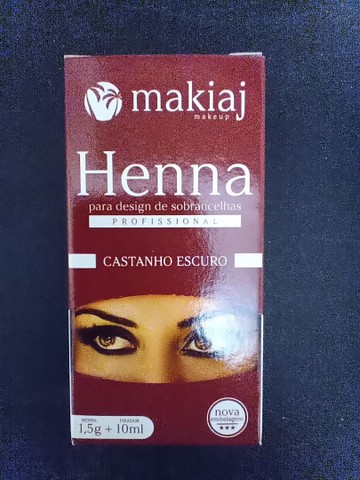 makiaj
makeup
Henna
para design de sobrancelhas
PROFISSIONAL
CASTANHO ESCURO
HENNA FIXADOR
1,5g + 10ml
nova
embalagem